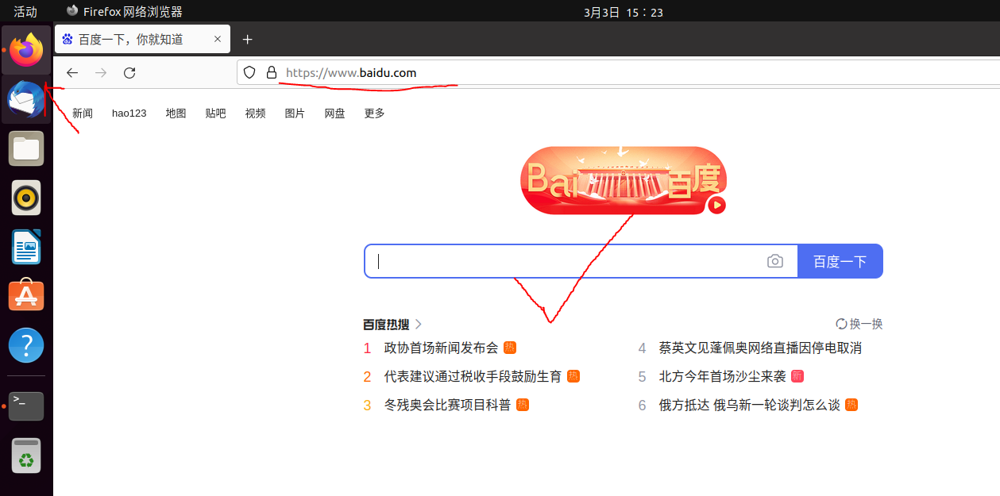 活动 Firefox 网络浏览器 3月3日 15：23
百度一下，你就知道
https://www.baidu.com
新闻 hao123 地图 贴吧 视频 图片 网盘 更多
Bai 百度
百度一下
百度热搜 换一换
1 政协首场新闻发布会 热
4 蔡英文见蓬佩奥网络直播因停电取消
2 代表建议通过税收手段鼓励生育 热
5 北方今年首场沙尘来袭 新
3 冬残奥会比赛项目科普 热
6 俄方抵达 俄乌新一轮谈判怎么谈 热